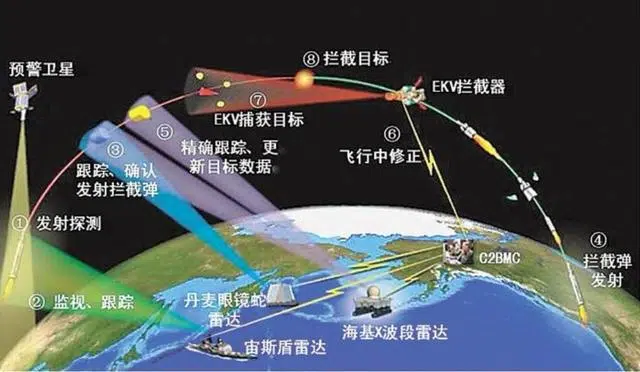 ⑧ 拦截目标
预警卫星
EKV拦截器
⑦
EKV捕获目标
⑤
精确跟踪、更
新目标数据
⑥
飞行中修正
③
跟踪、确认
发射拦截弹
① 发射探测
④
拦截弹
发射
C2BMC
② 监视、跟踪
丹麦眼镜蛇
雷达
海基X波段雷达
宙斯盾雷达